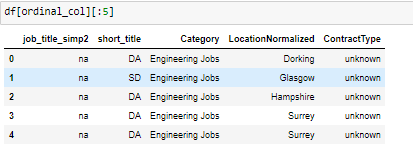 df[ordinal_col][:5]
job_title_simp2 short_title Category LocationNormalized ContractType
0 na DA Engineering Jobs Dorking unknown
1 na SD Engineering Jobs Glasgow unknown
2 na DA Engineering Jobs Hampshire unknown
3 na DA Engineering Jobs Surrey unknown
4 na DA Engineering Jobs Surrey unknown